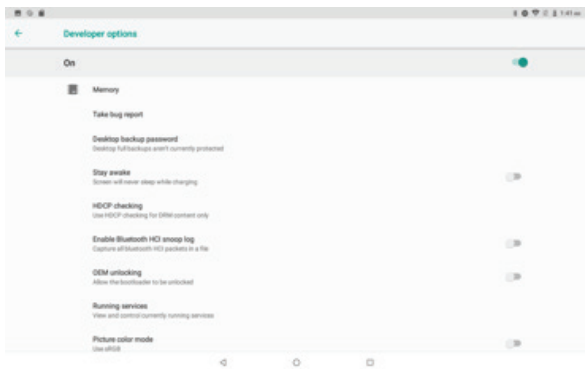 1:41 AM
Developer options
On
Memory
Take bug report
Desktop backup password
Desktop full backups aren't currently protected
Stay awake
Screen will never sleep while charging
HDCP checking
Use HDCP checking for DRM content only
Enable Bluetooth HCI snoop log
Capture all bluetooth HCI packets in a file
OEM unlocking
Allow the bootloader to be unlocked
Running services
View and control currently running services
Picture color mode
Use sRGB